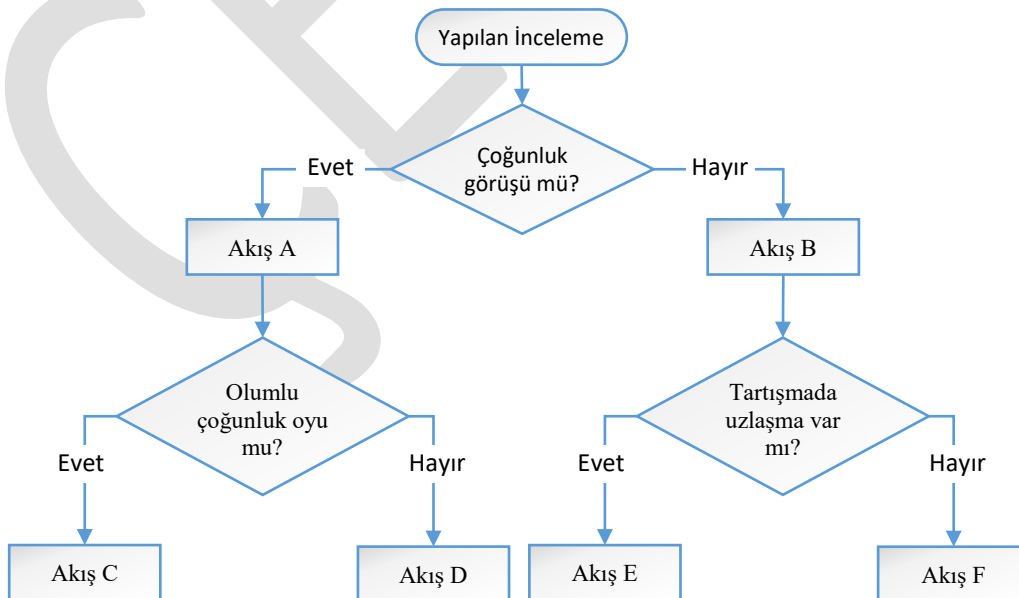 Yapılan İnceleme
Çoğunluk
görüşü mü?
Evet
Hayır
Akış A
Akış B
Olumlu
çoğunluk oyu
mu?
Tartışmada
uzlaşma var
mı?
Evet
Hayır
Evet
Hayır
Akış C
Akış D
Akış E
Akış F